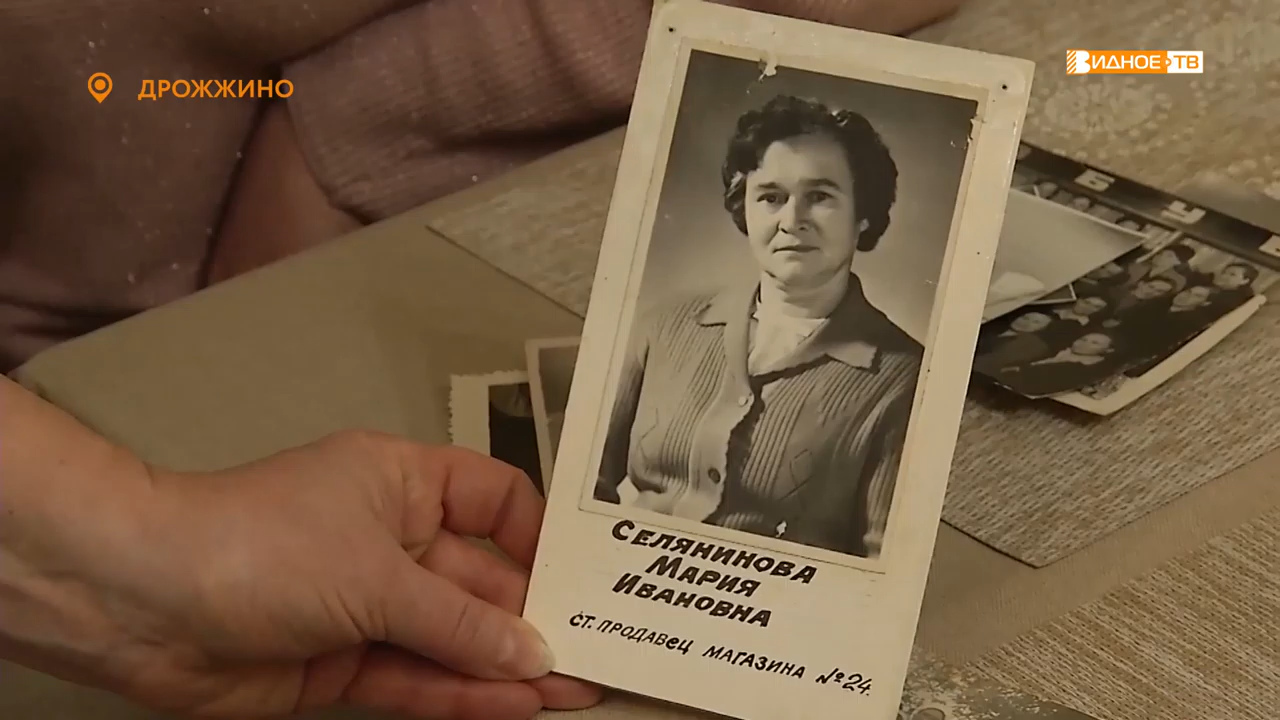 ДРОЖЖИНО
ВИДНОЕ ТВ
СЕЛЯНИНОВА
МАРИЯ
ИВАНОВНА
СТ. ПРОДАВЕЦ МАГАЗИНА №24.